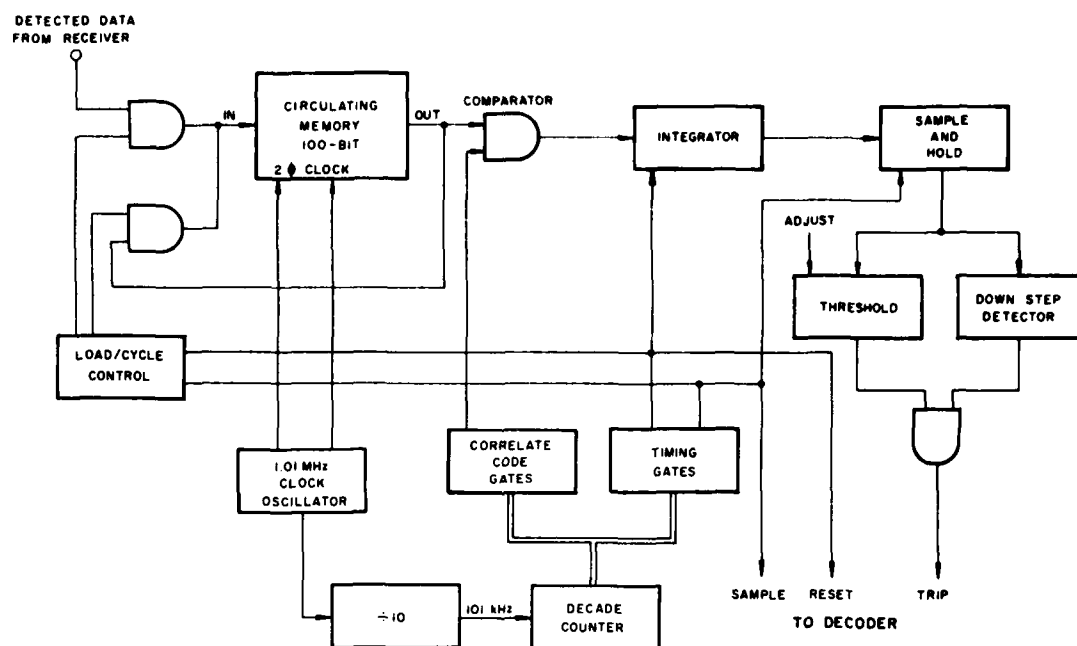 DETECTED DATA
FROM RECEIVER
IN
CIRCULATING
MEMORY
100-BIT
2 ϕ CLOCK
OUT
COMPARATOR
INTEGRATOR
SAMPLE
AND
HOLD
ADJUST
THRESHOLD
DOWN STEP
DETECTOR
LOAD/CYCLE
CONTROL
1.01 MHz
CLOCK
OSCILLATOR
CORRELATE
CODE
GATES
TIMING
GATES
÷10
101 kHz
DECADE
COUNTER
SAMPLE
RESET
TRIP
TO DECODER